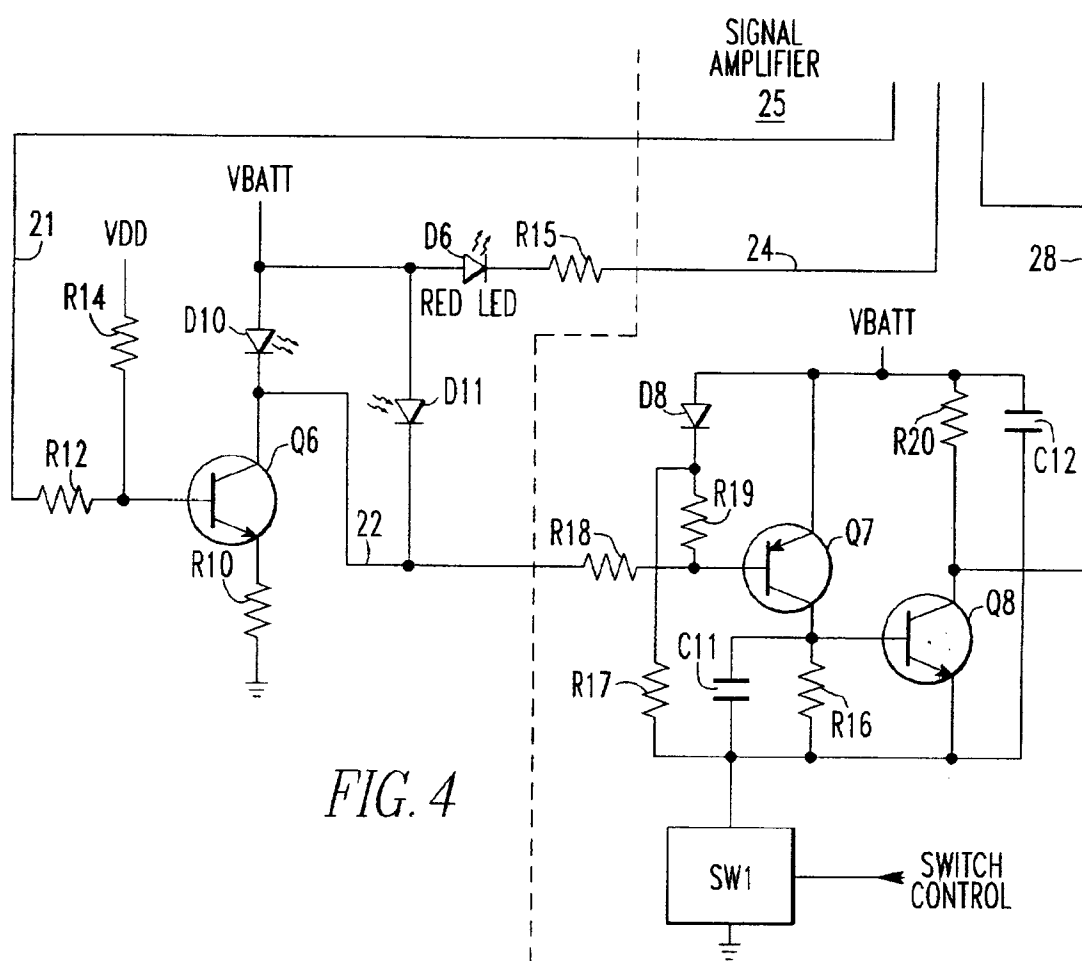 SIGNAL
AMPLIFIER
25
21
VBATT
VDD
D6
R15
24
28
R14
RED LED
D10
VBATT
D11
D8
R12
Q6
R20
C12
R19
22
R18
Q7
R10
Q8
C11
R17
R16
FIG. 4
SW1
SWITCH
CONTROL